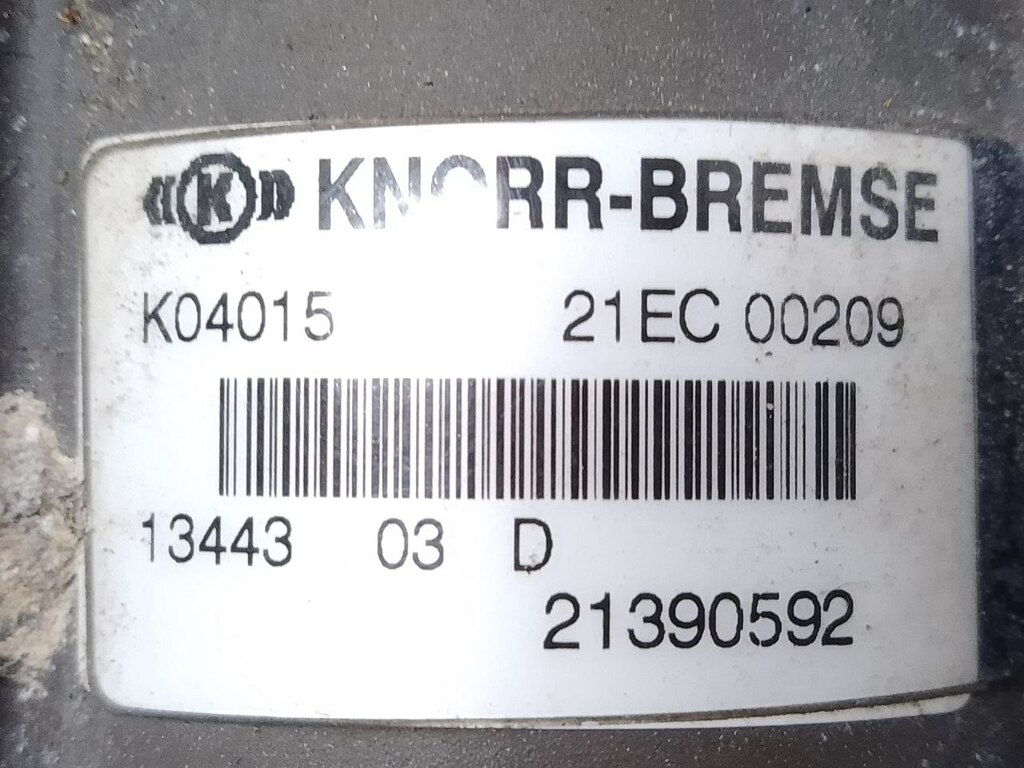 K KNORR-BREMSE
K04015 21EC 00209
13443 03 D
21390592